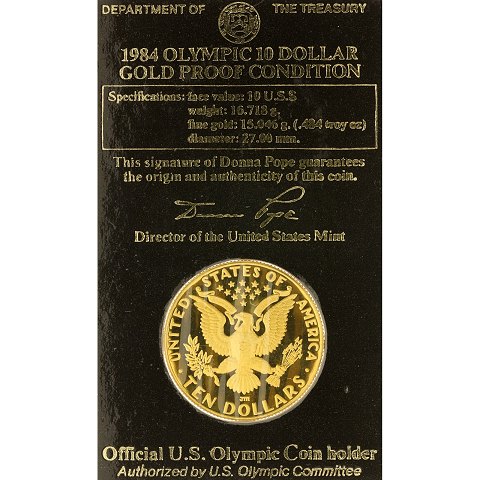 DEPARTMENT OF THE TREASURY
1984 OLYMPIC 10 DOLLAR
GOLD PROOF CONDITION
Specifications: face value: 10 U.S.$
weight: 16.718 g.
fine gold: 15.046 g. (.484 troy oz)
diameter: 27.00 mm.
This signature of Donna Pope guarantees
the origin and authenticity of this coin.
Donna Pope
Director of the United States Mint
UNITED STATES OF AMERICA
TEN DOLLARS
Official U.S. Olympic Coin holder
Authorized by U.S. Olympic Committee